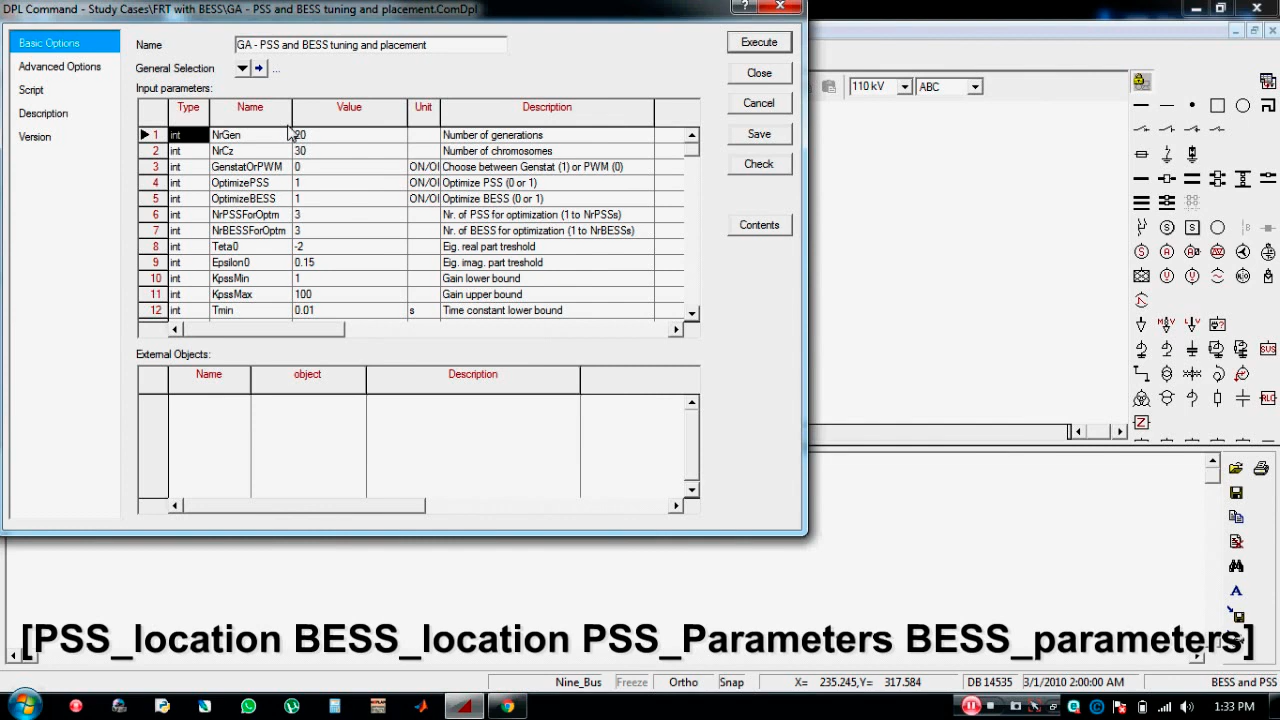 DPL Command - Study Cases\FRT with BESS\GA - PSS and BESS tuning and placement.ComDpl
Basic Options
Advanced Options
Script
Description
Version
Name GA - PSS and BESS tuning and placement
General Selection ...
Input parameters:
Type Name Value Unit Description
1 int NrGen 20 Number of generations
2 int NrCz 30 Number of chromosomes
3 int GenstatOrPWM 0 ON/O Choose between Genstat (1) or PWM (0)
4 int OptimizePSS 1 ON/O Optimize PSS (0 or 1)
5 int OptimizeBESS 1 ON/O Optimize BESS (0 or 1)
6 int NrPSSForOptm 3 Nr. of PSS for optimization (1 to NrPSSs)
7 int NrBESSForOptm 3 Nr. of BESS for optimization (1 to NrBESSs)
8 int Teta0 -2 Eig. real part treshold
9 int Epsilon0 0.15 Eig. imag. part treshold
10 int KpssMin 1 Gain lower bound
11 int KpssMax 100 Gain upper bound
12 int Tmin 0.01 s Time constant lower bound
External Objects:
Name object Description
Execute
Close
Cancel
Save
Check
Contents
110 kV ABC
[PSS_location BESS_location PSS_Parameters BESS_parameters]
Nine_Bus Freeze Ortho Snap X= 235.245,Y= 317.584 DB 14535 3/1/2010 2:00:00 AM BESS and PSS
1:33 PM